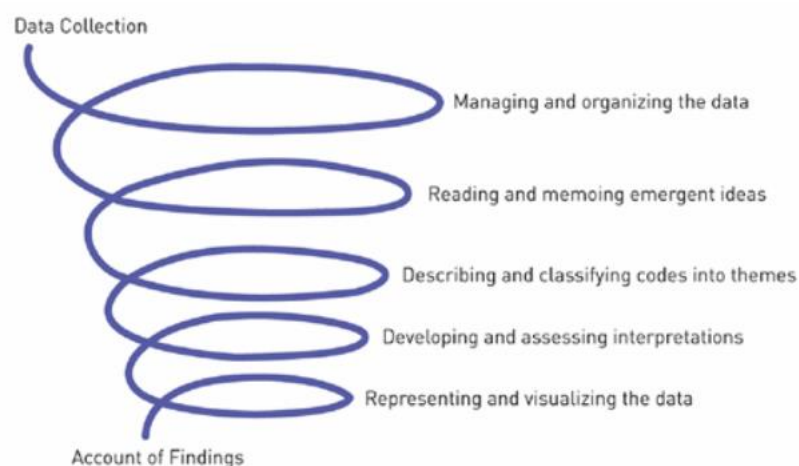 Data Collection
Managing and organizing the data
Reading and memoing emergent ideas
Describing and classifying codes into themes
Developing and assessing interpretations
Representing and visualizing the data
Account of Findings